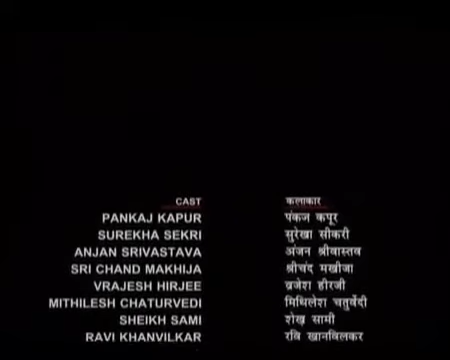 CAST कलाकार
PANKAJ KAPUR पंकज कपूर
SUREKHA SEKRI सुरेखा सीकरी
ANJAN SRIVASTAVA अंजन श्रीवास्तव
SRI CHAND MAKHIJA श्रीचंद मखीजा
VRAJESH HIRJEE व्रजेश हीरजी
MITHILESH CHATURVEDI मिथिलेश चतुर्वेदी
SHEIKH SAMI शेख़ सामी
RAVI KHANVILKAR रवि खानविलकर